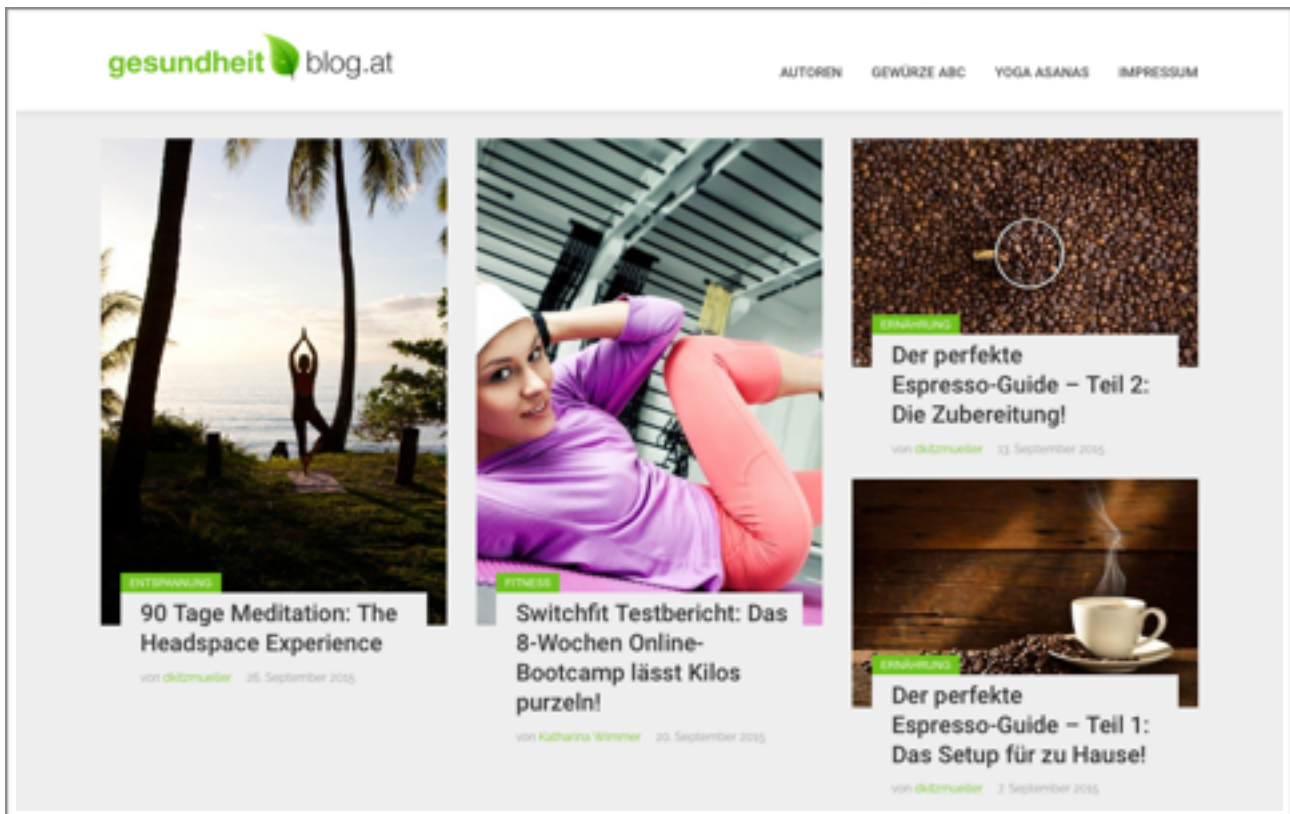 gesundheit blog.at
AUTOREN GEWÜRZE ABC YOGA ASANAS IMPRESSUM
ENTSPANNUNG
90 Tage Meditation: The
Headspace Experience
von dkitzmueller 26. September 2015
FITNESS
Switchfit Testbericht: Das
8-Wochen Online-
Bootcamp lässt Kilos
purzeln!
von Katharina Wimmer 20. September 2015
ERNÄHRUNG
Der perfekte
Espresso-Guide – Teil 2:
Die Zubereitung!
von dkitzmueller 13. September 2015
ERNÄHRUNG
Der perfekte
Espresso-Guide – Teil 1:
Das Setup für zu Hause!
von dkitzmueller 7. September 2015